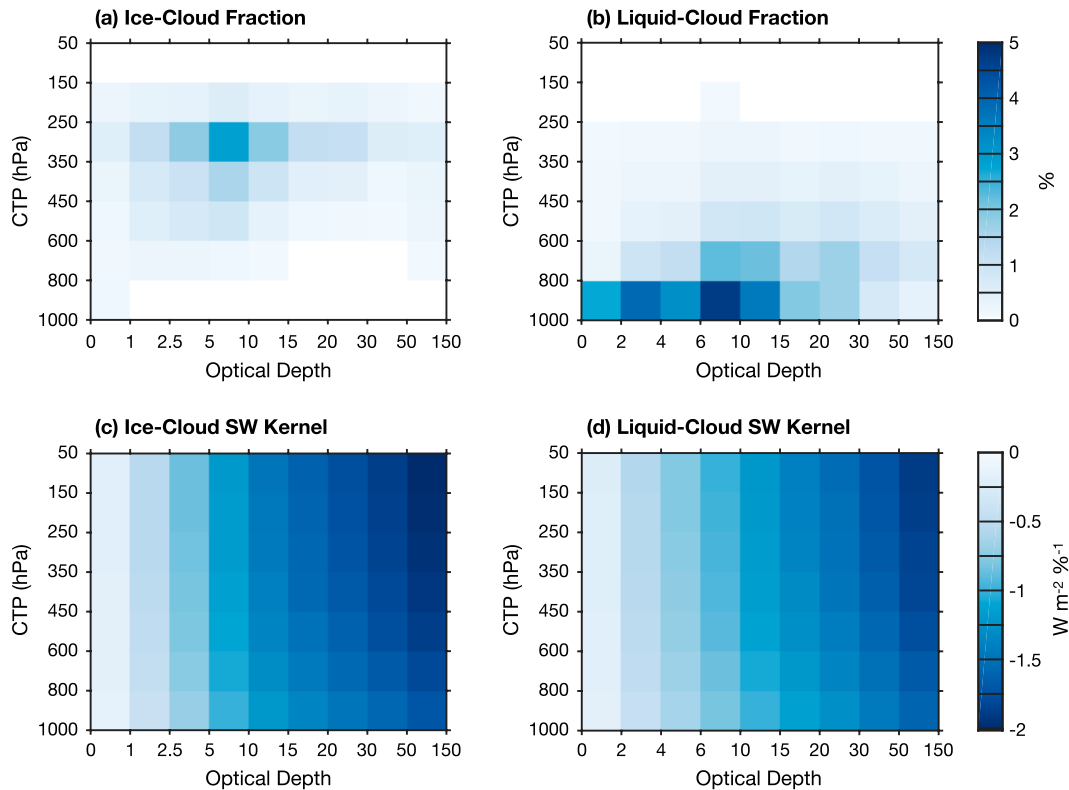 (a) Ice-Cloud Fraction
(b) Liquid-Cloud Fraction
50
150
250
350
450
600
800
1000
CTP (hPa)
0 1 2.5 5 10 15 20 30 50 150
Optical Depth
50
150
250
350
450
600
800
1000
CTP (hPa)
0 2 4 6 10 15 20 30 50 150
Optical Depth
5
4
3
2
1
0
%
(c) Ice-Cloud SW Kernel
(d) Liquid-Cloud SW Kernel
50
150
250
350
450
600
800
1000
CTP (hPa)
0 1 2.5 5 10 15 20 30 50 150
Optical Depth
50
150
250
350
450
600
800
1000
CTP (hPa)
0 2 4 6 10 15 20 30 50 150
Optical Depth
0
-0.5
-1
-1.5
-2
W m⁻² %⁻¹